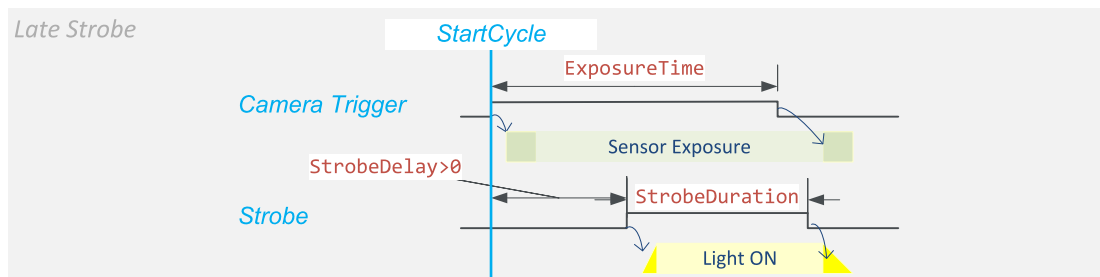 Late Strobe
StartCycle
ExposureTime
Camera Trigger
Sensor Exposure
StrobeDelay>0
StrobeDuration
Strobe
Light ON